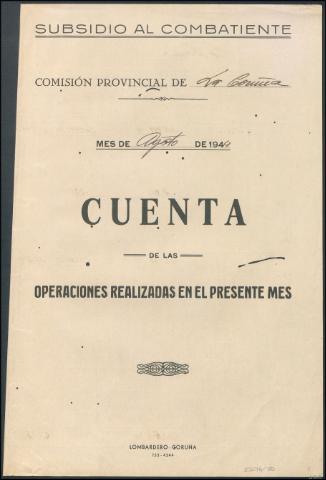 SUBSIDIO AL COMBATIENTE
COMISIÓN PROVINCIAL DE La Coruña
MES DE Agosto DE 1944
CUENTA
DE LAS
OPERACIONES REALIZADAS EN EL PRESENTE MES
LOMBARDERO-CORUÑA